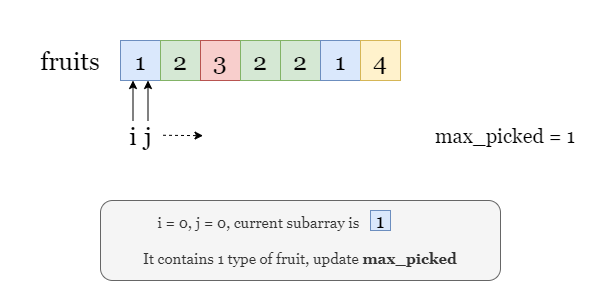 fruits 1 2 3 2 2 1 4
i j
max_picked = 1
i = 0, j = 0, current subarray is 1
It contains 1 type of fruit, update max_picked